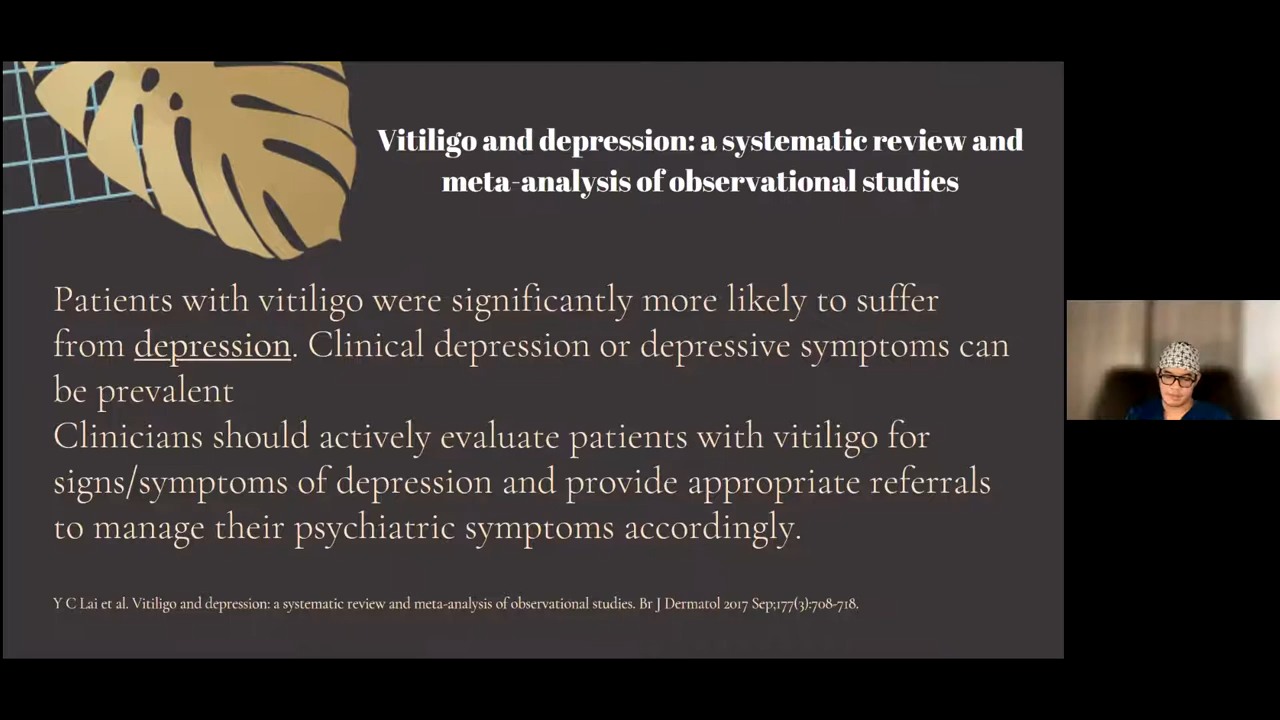 Vitiligo and depression: a systematic review and
meta-analysis of observational studies
Patients with vitiligo were significantly more likely to suffer
from depression. Clinical depression or depressive symptoms can
be prevalent
Clinicians should actively evaluate patients with vitiligo for
signs/symptoms of depression and provide appropriate referrals
to manage their psychiatric symptoms accordingly.
Y C Lai et al. Vitiligo and depression: a systematic review and meta-analysis of observational studies. Br J Dermatol 2017 Sep;177(3):708-718.